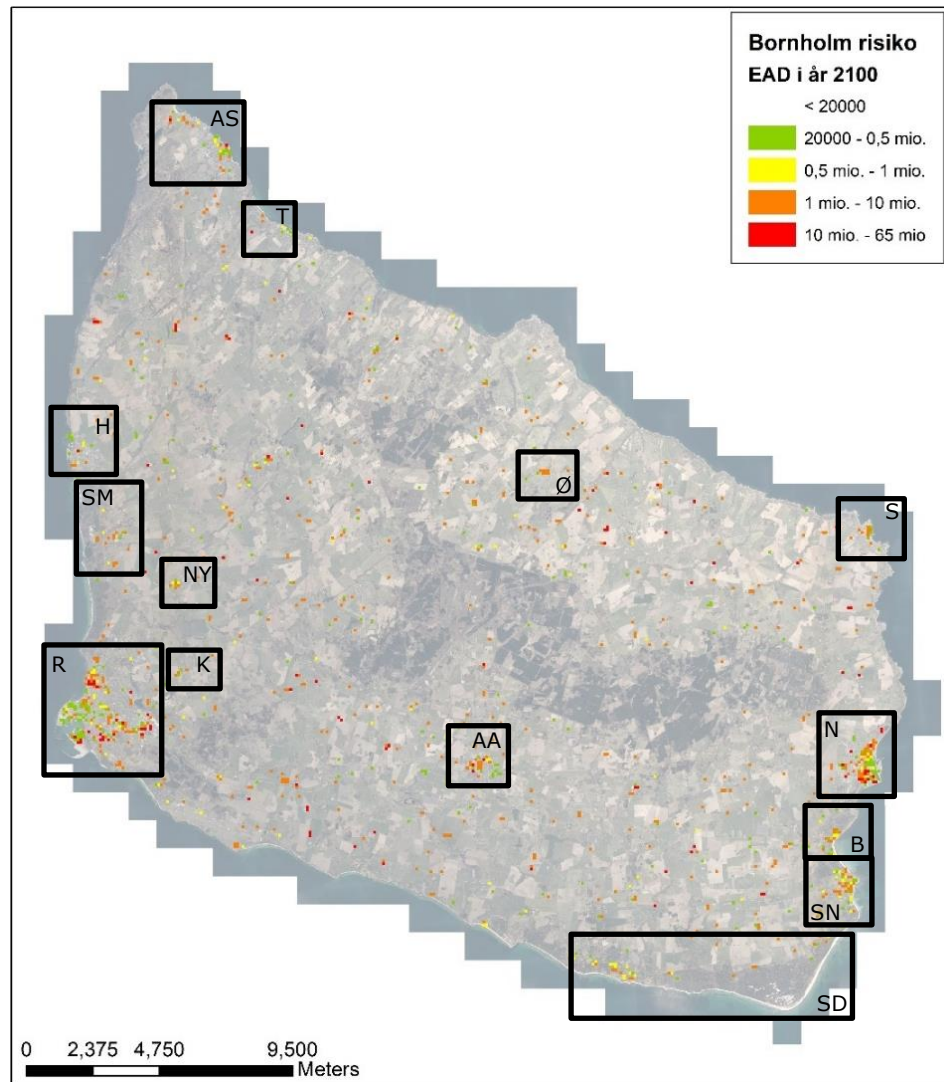 Bornholm risiko
EAD i år 2100
< 20000
20000 - 0,5 mio.
0,5 mio. - 1 mio.
1 mio. - 10 mio.
10 mio. - 65 mio
AS
T
H
Ø
SM
S
NY
R
K
N
AA
B
SN
SD
0 2,375 4,750 9,500
Meters